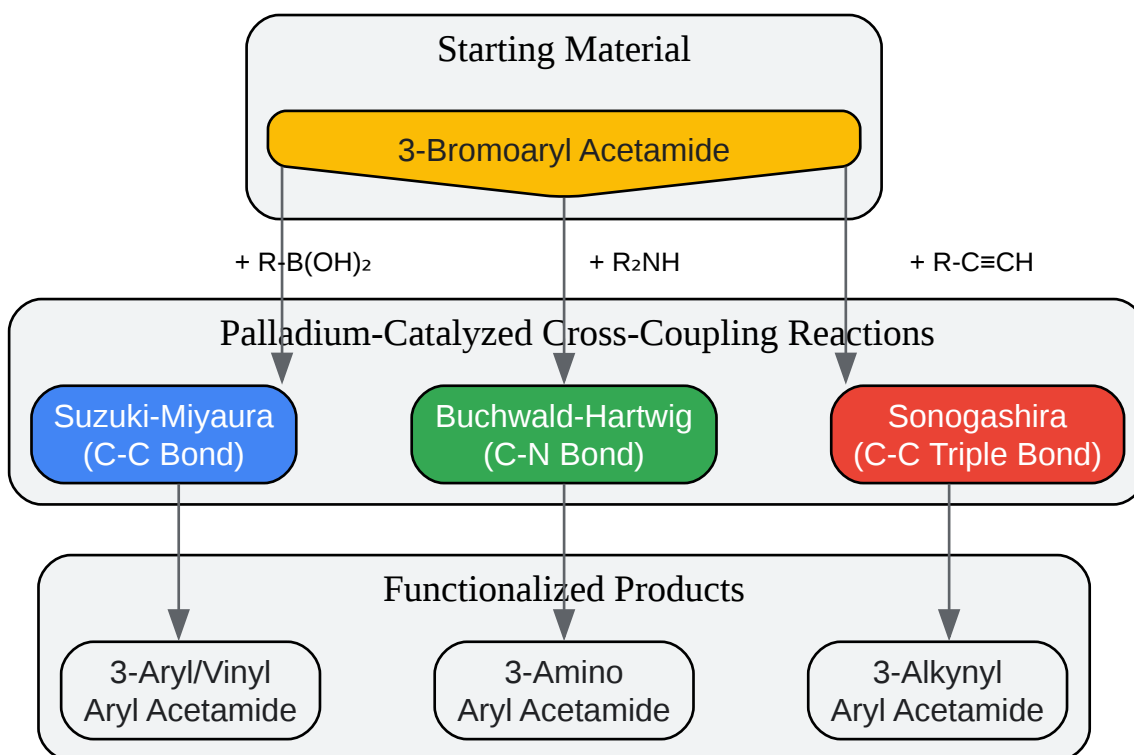 Starting Material
3-Bromoaryl Acetamide
+ R-B(OH)₂
+ R₂NH
+ R-C≡CH
Palladium-Catalyzed Cross-Coupling Reactions
Suzuki-Miyaura
(C-C Bond)
Buchwald-Hartwig
(C-N Bond)
Sonogashira
(C-C Triple Bond)
Functionalized Products
3-Aryl/Vinyl
Aryl Acetamide
3-Amino
Aryl Acetamide
3-Alkynyl
Aryl Acetamide